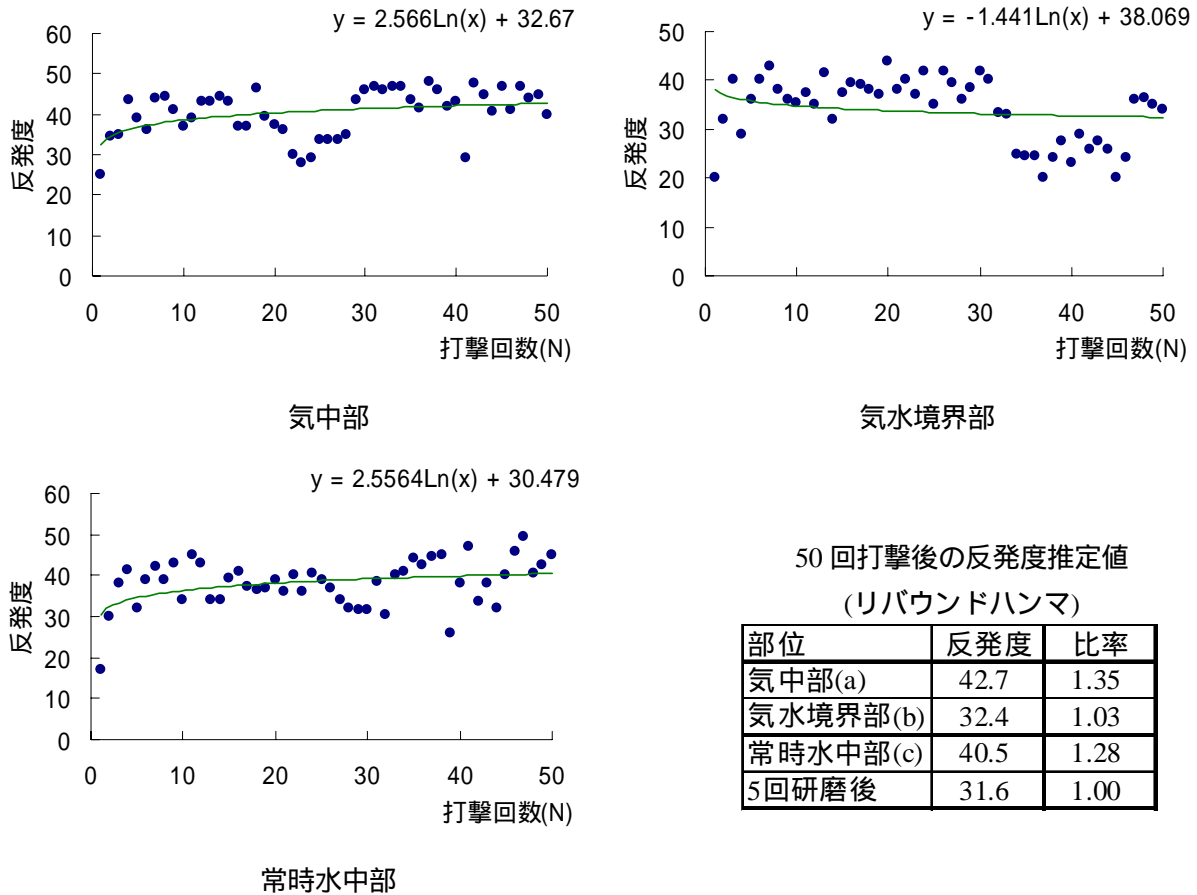 y = 2.566Ln(x) + 32.67
60
50
40
30
20
10
0
反発度
0 10 20 30 40 50
打撃回数(N)
気中部
y = -1.441Ln(x) + 38.069
50
40
30
20
10
0
反発度
0 10 20 30 40 50
打撃回数(N)
気水境界部
y = 2.5564Ln(x) + 30.479
60
50
40
30
20
10
0
反発度
0 10 20 30 40 50
打撃回数(N)
常時水中部
50 回打撃後の反発度推定値
(リバウンドハンマ)
部位 反発度 比率
気中部(a) 42.7 1.35
気水境界部(b) 32.4 1.03
常時水中部(c) 40.5 1.28
5回研磨後 31.6 1.00